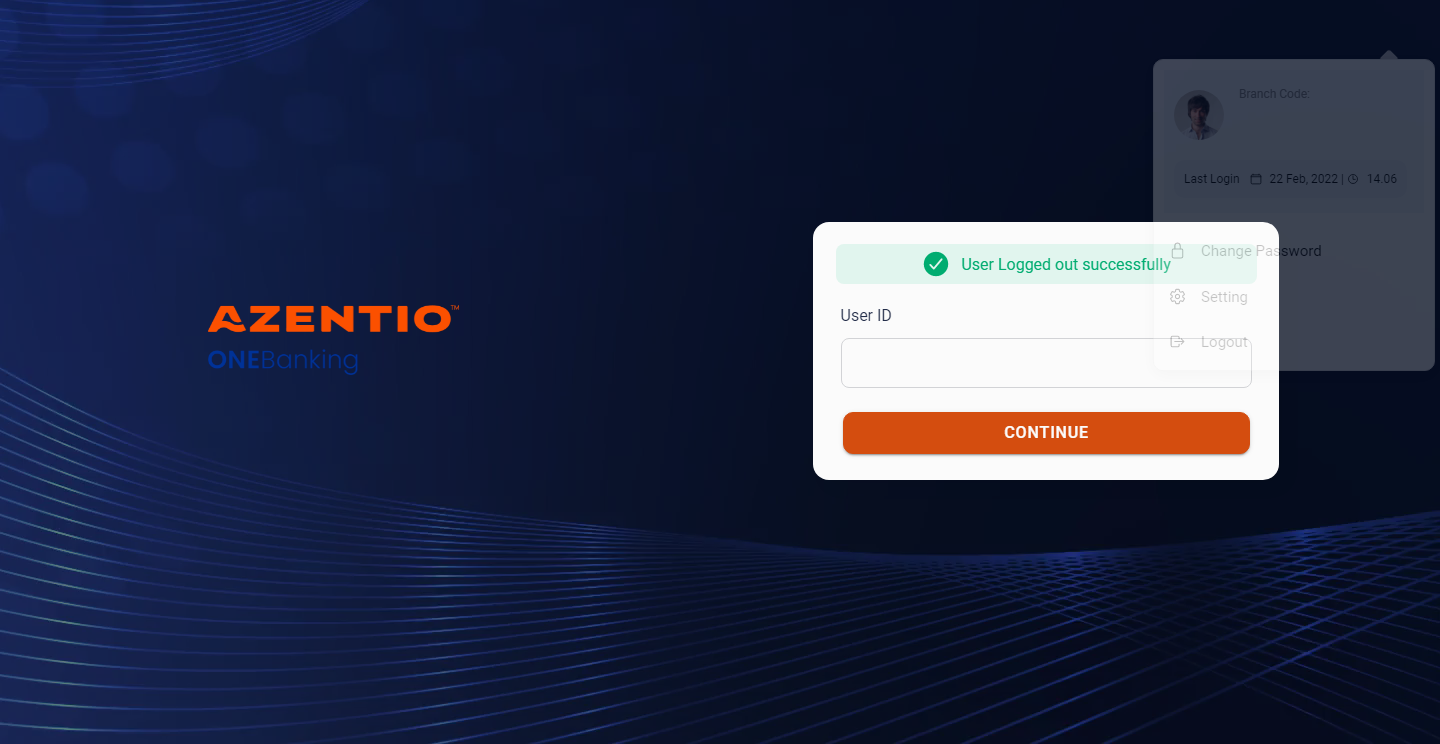 AZENTIO™
ONEBanking
User Logged out successfully
User ID
CONTINUE
Branch Code:
Last Login 22 Feb, 2022 | 14.06
Change Password
Setting
Logout